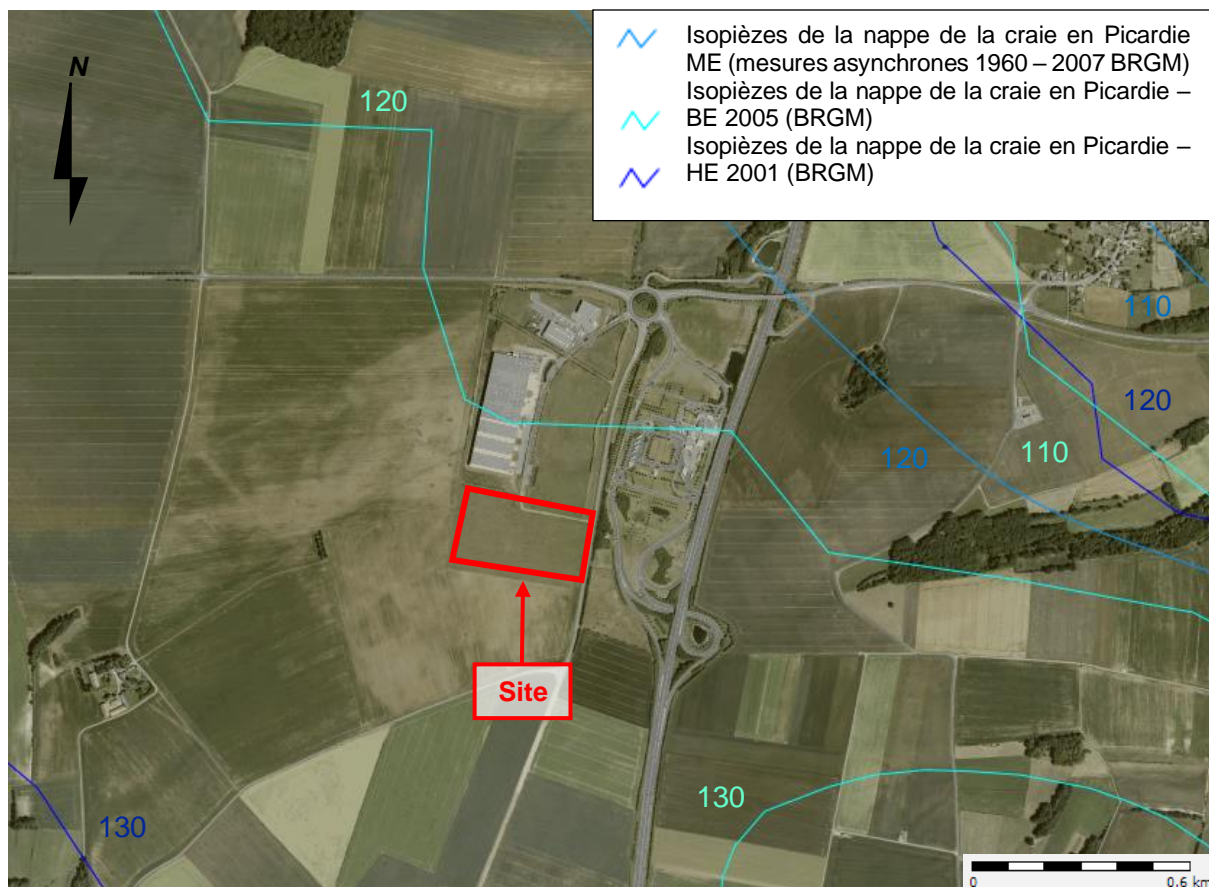 Isopièzes de la nappe de la craie en Picardie
ME (mesures asynchrones 1960 – 2007 BRGM)
Isopièzes de la nappe de la craie en Picardie –
BE 2005 (BRGM)
Isopièzes de la nappe de la craie en Picardie –
HE 2001 (BRGM)
N
120
110
120
120
110
Site
130
130
0 0,6 km